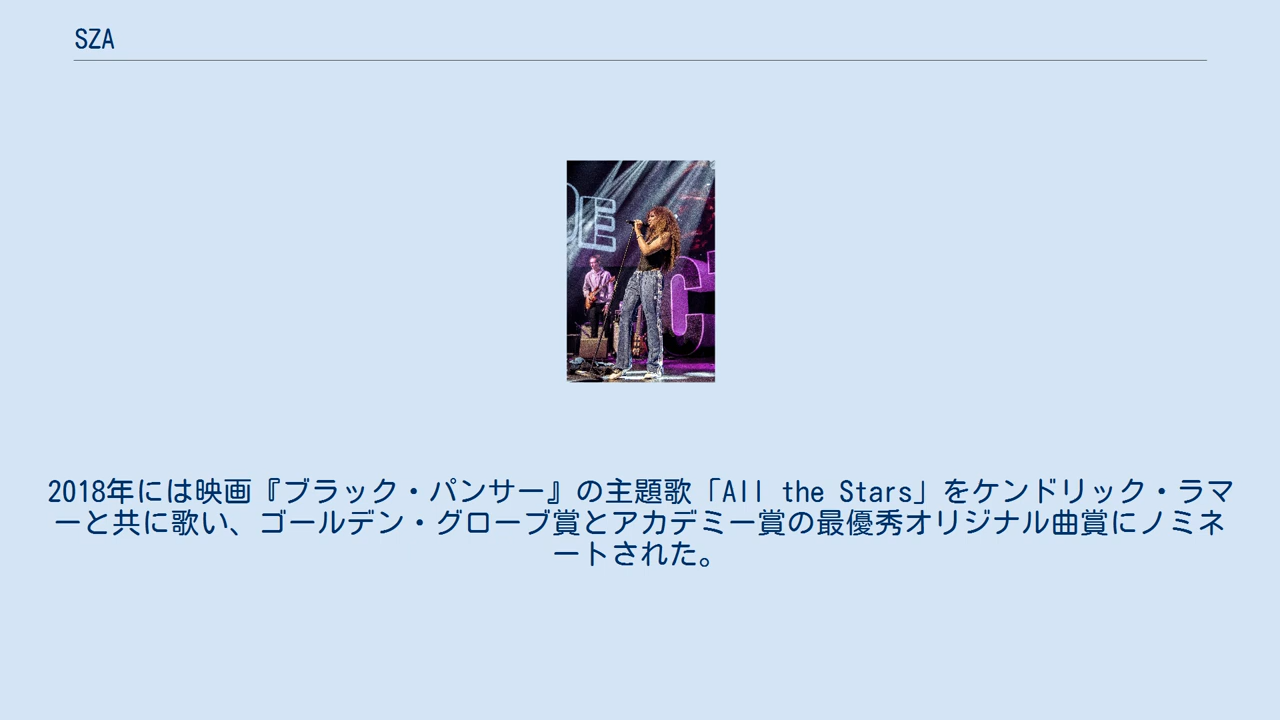 SZA
2018年には映画『ブラック・パンサー』の主題歌「All the Stars」をケンドリック・ラマ
ーと共に歌い、ゴールデン・グローブ賞とアカデミー賞の最優秀オリジナル曲賞にノミネ
ートされた。